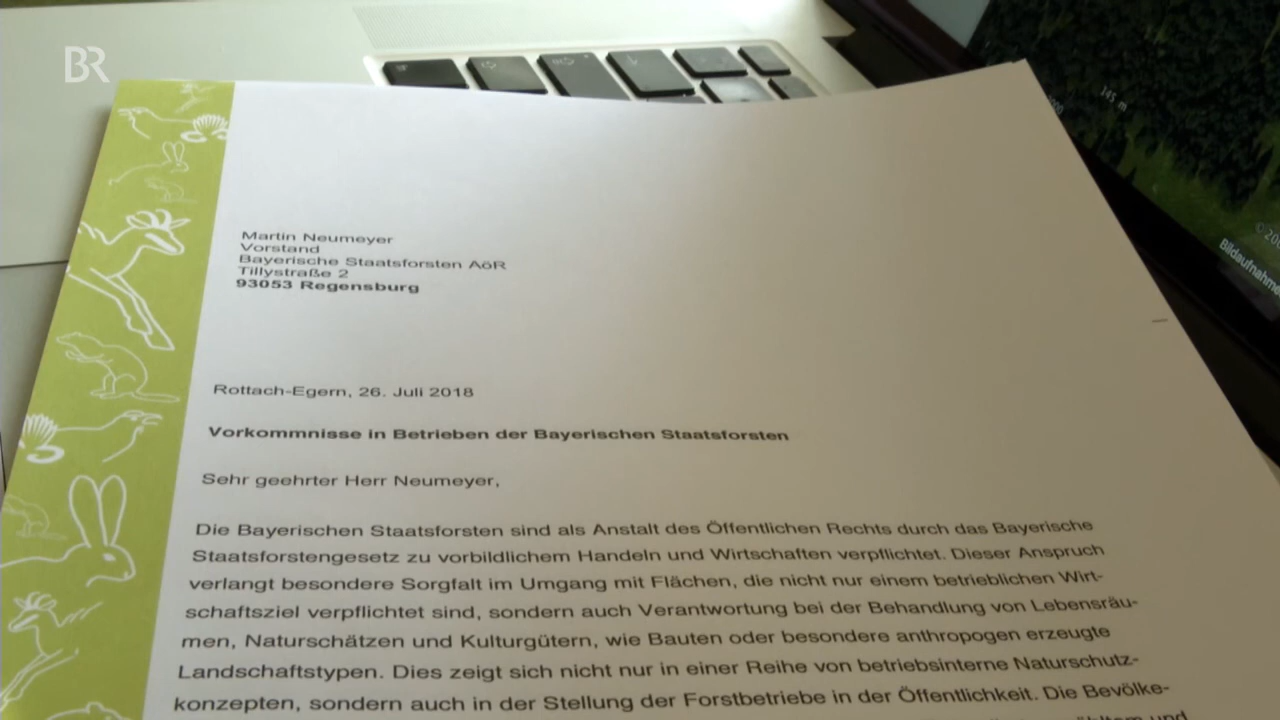 BR
145 m
Bildaufnahme
Martin Neumeyer
Vorstand
Bayerische Staatsforsten AöR
Tillystraße 2
93053 Regensburg
Rottach-Egern, 26. Juli 2018
Vorkommnisse in Betrieben der Bayerischen Staatsforsten
Sehr geehrter Herr Neumeyer,
Die Bayerischen Staatsforsten sind als Anstalt des Öffentlichen Rechts durch das Bayerische
Staatsforstengesetz zu vorbildlichem Handeln und Wirtschaften verpflichtet. Dieser Anspruch
verlangt besondere Sorgfalt im Umgang mit Flächen, die nicht nur einem betrieblichen Wirt-
schaftsziel verpflichtet sind, sondern auch Verantwortung bei der Behandlung von Lebensräu-
men, Naturschätzen und Kulturgütern, wie Bauten oder besondere anthropogen erzeugte
Landschaftstypen. Dies zeigt sich nicht nur in einer Reihe von betriebsinterne Naturschutz-
konzepten, sondern auch in der Stellung der Forstbetriebe in der Öffentlichkeit. Die Bevölke-
und